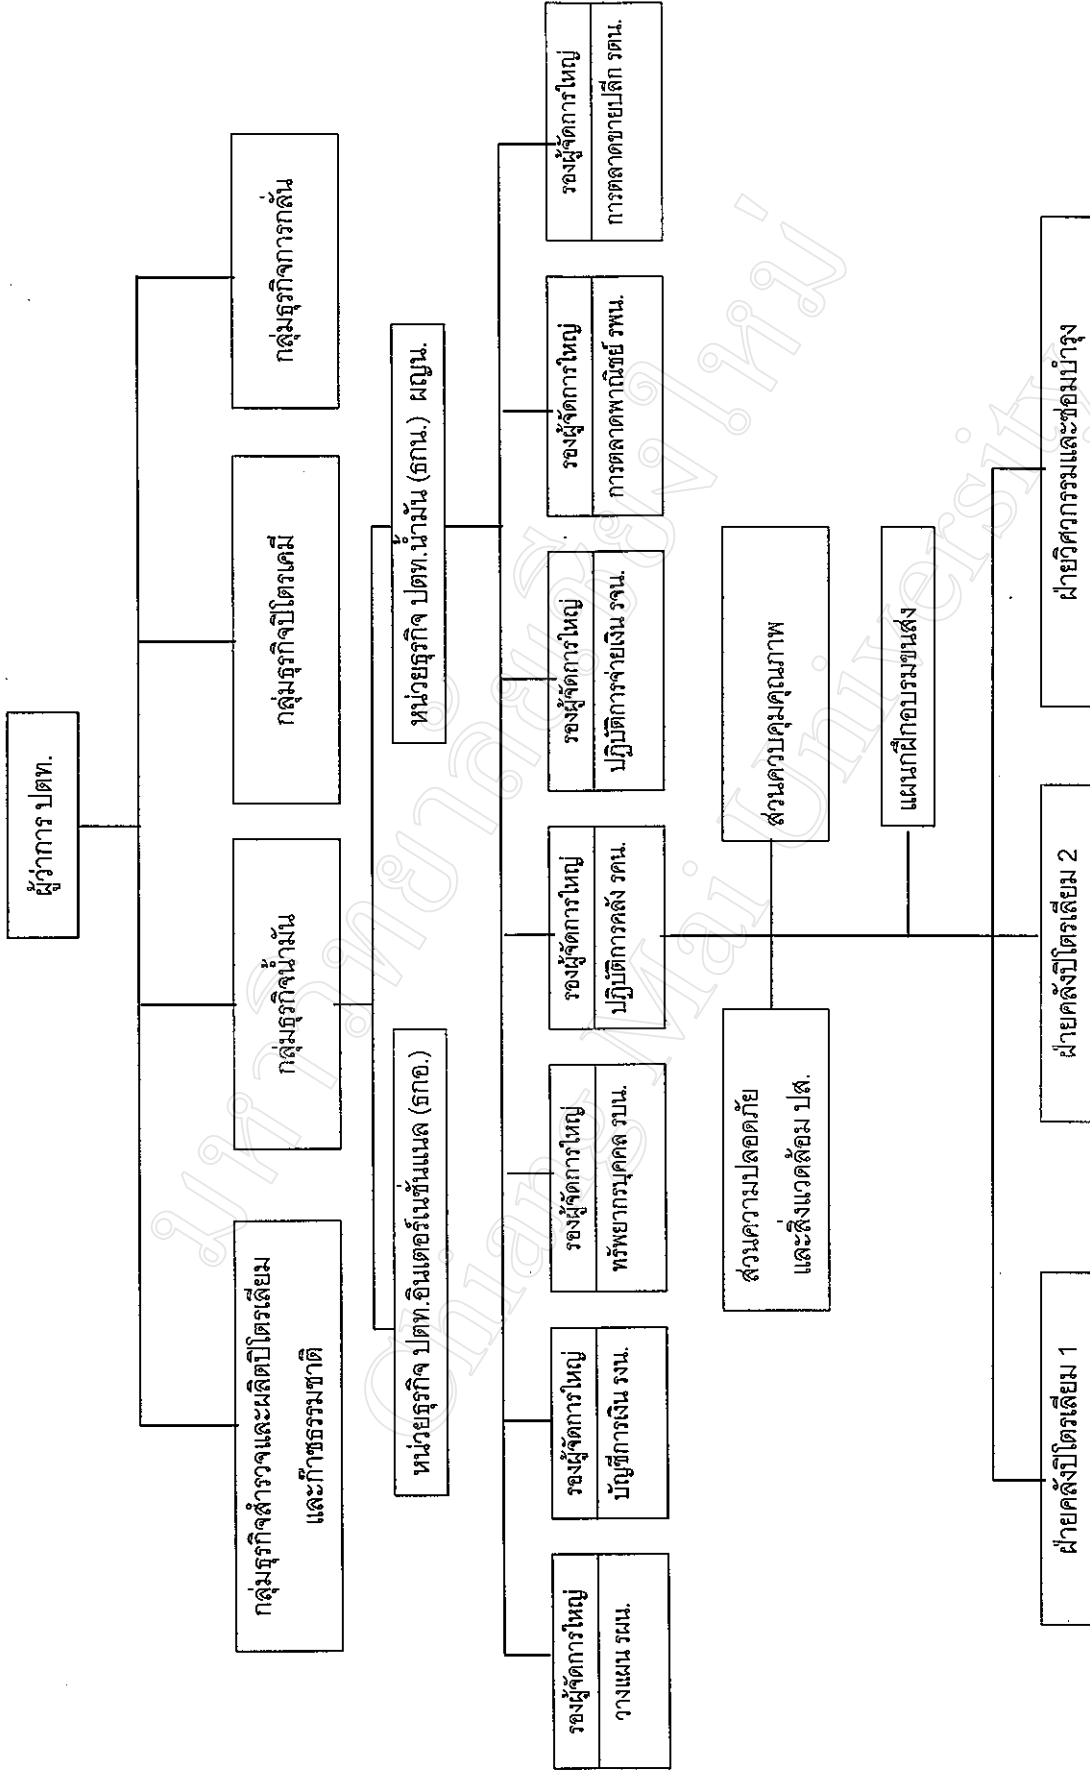 ผู้ว่าการ ปตท.
กลุ่มธุรกิจสำรวจและผลิตปิโตรเลียม
และก๊าซธรรมชาติ
กลุ่มธุรกิจน้ำมัน
กลุ่มธุรกิจปิโตรเคมี
กลุ่มธุรกิจการกลั่น
หน่วยธุรกิจ ปตท.อินเตอร์เนชั่นแนล (ธกอ.)
หน่วยธุรกิจ ปตท.น้ำมัน (ธกน.) ผญน.
รองผู้จัดการใหญ่
วางแผน รผน.
รองผู้จัดการใหญ่
บัญชีการเงิน รงน.
รองผู้จัดการใหญ่
ทรัพยากรบุคคล รบน.
รองผู้จัดการใหญ่
ปฏิบัติการคลัง รคน.
รองผู้จัดการใหญ่
ปฏิบัติการจ่ายเงิน รจน.
รองผู้จัดการใหญ่
การตลาดพาณิชย์ รพน.
รองผู้จัดการใหญ่
การตลาดขายปลีก รตน.
ส่วนความปลอดภัย
และสิ่งแวดล้อม ปส.
ส่วนควบคุมคุณภาพ
แผนกฝึกอบรมขนส่ง
ฝ่ายคลังปิโตรเลียม 1
ฝ่ายคลังปิโตรเลียม 2
ฝ่ายวิศวกรรมและซ่อมบำรุง
มหาวิทยาลัยเชียงใหม่
Chiang Mai University